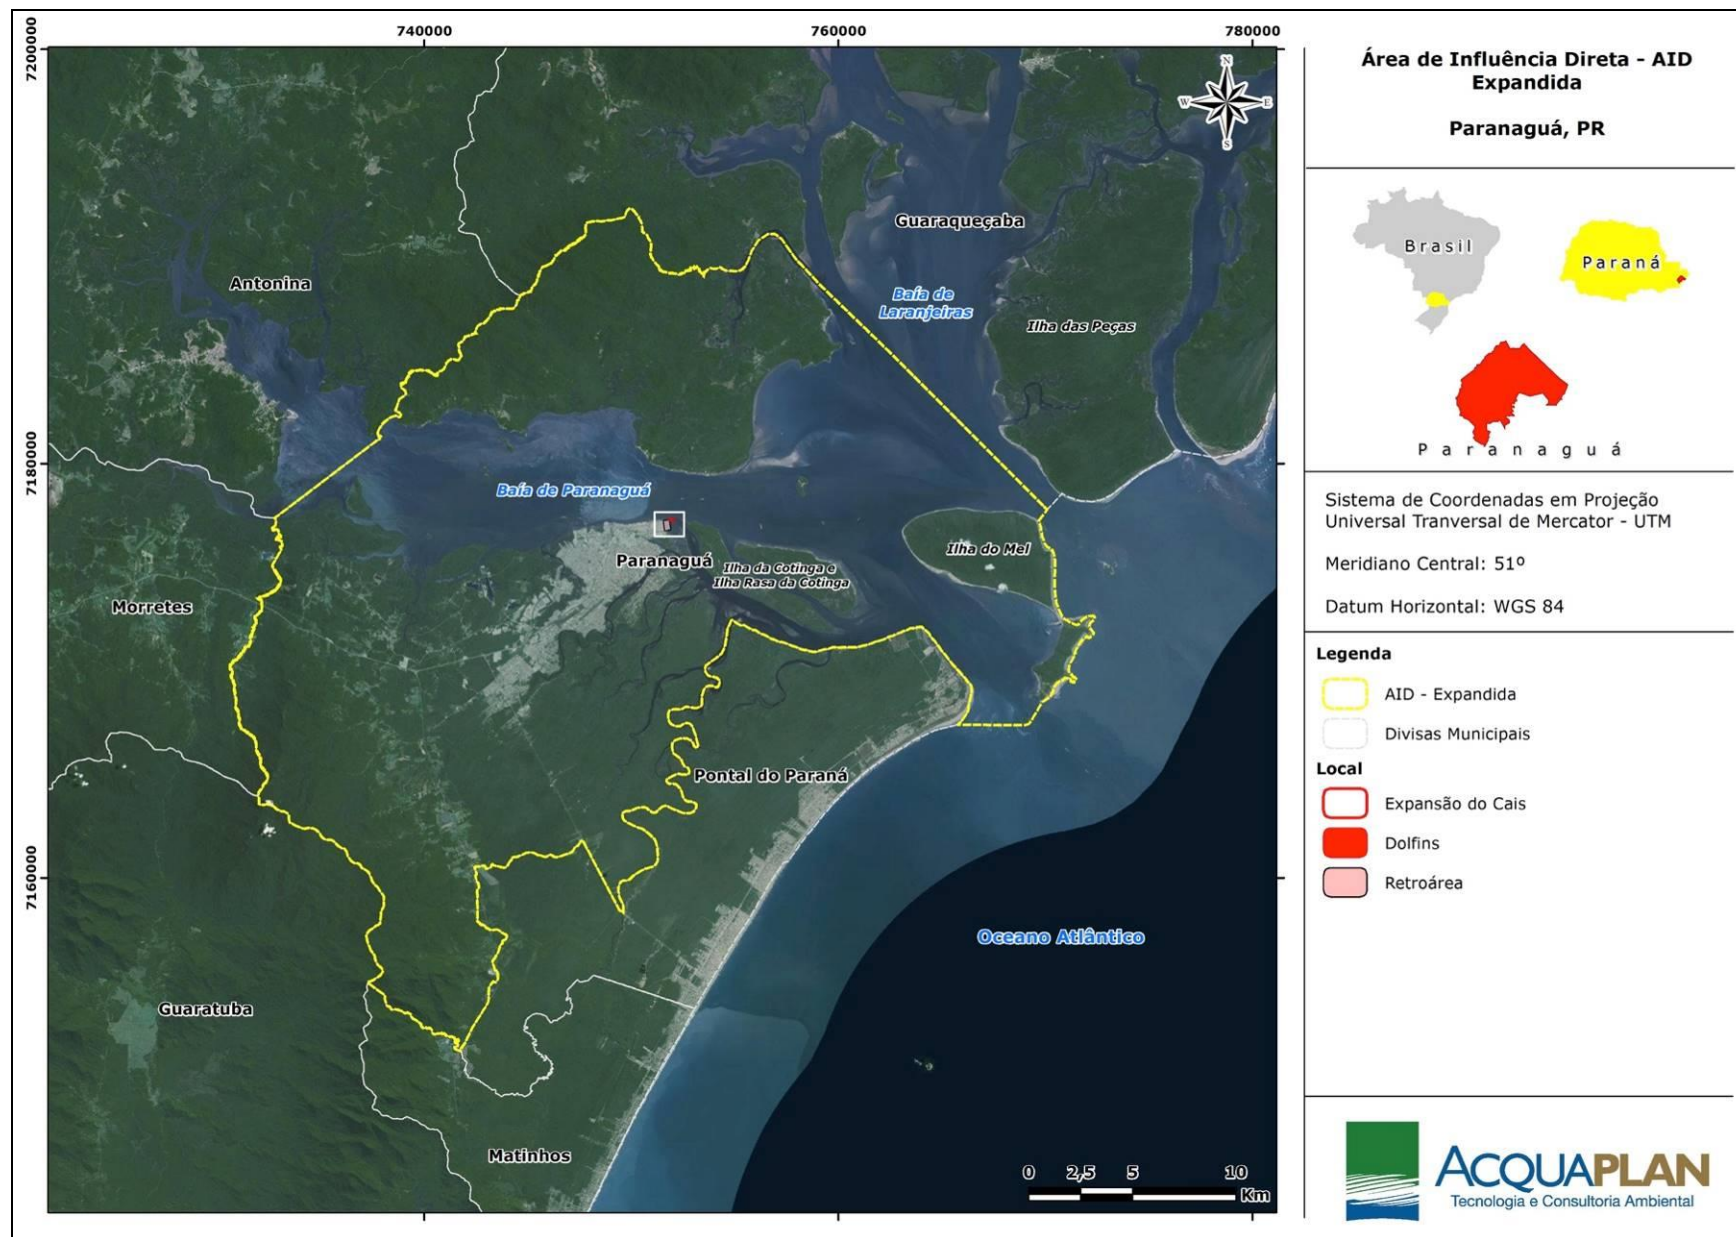 740000
760000
780000
7200000
7180000
7160000
N
W
E
S
Guaraqueçaba
Antonina
Baía de
Laranjeiras
Ilha das Peças
Baía de Paranaguá
Paranaguá
Ilha da Cotinga e
Ilha Rasa da Cotinga
Ilha do Mel
Morretes
Pontal do Paraná
Oceano Atlântico
Guaratuba
Matinhos
0 2,5 5 10
Km
Área de Influência Direta - AID
Expandida
Paranaguá, PR
Brasil
Paraná
Paranaguá
Sistema de Coordenadas em Projeção
Universal Tranversal de Mercator - UTM
Meridiano Central: 51º
Datum Horizontal: WGS 84
Legenda
AID - Expandida
Divisas Municipais
Local
Expansão do Cais
Dolfins
Retroárea
ACQUAPLAN
Tecnologia e Consultoria Ambiental